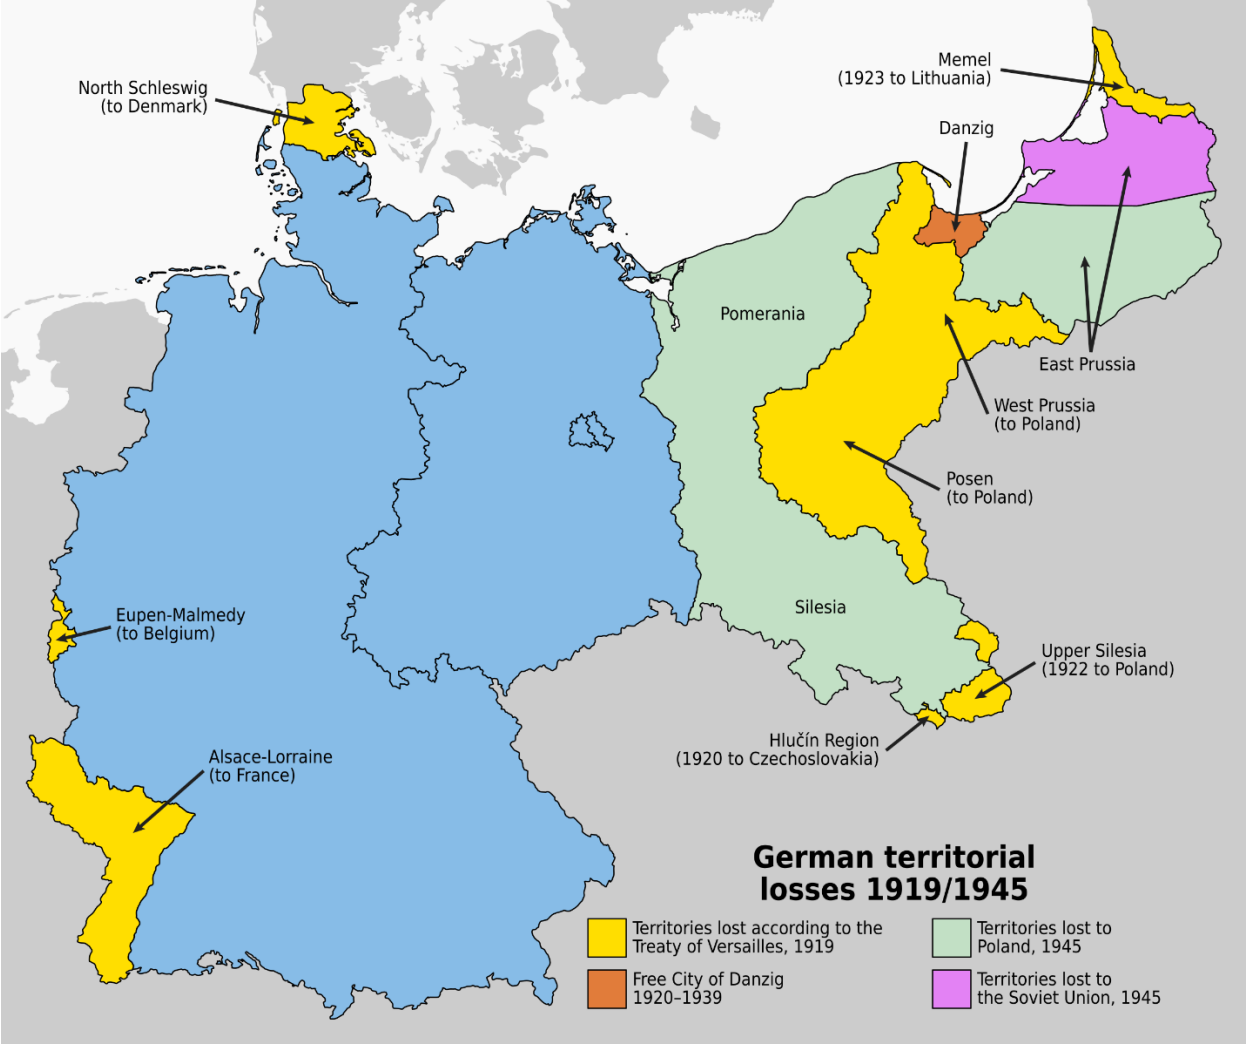 North Schleswig
(to Denmark)
Memel
(1923 to Lithuania)
Danzig
Pomerania
East Prussia
West Prussia
(to Poland)
Posen
(to Poland)
Eupen-Malmedy
(to Belgium)
Silesia
Upper Silesia
(1922 to Poland)
Hlučín Region
(1920 to Czechoslovakia)
Alsace-Lorraine
(to France)
German territorial
losses 1919/1945
Territories lost according to the
Treaty of Versailles, 1919
Free City of Danzig
1920–1939
Territories lost to
Poland, 1945
Territories lost to
the Soviet Union, 1945